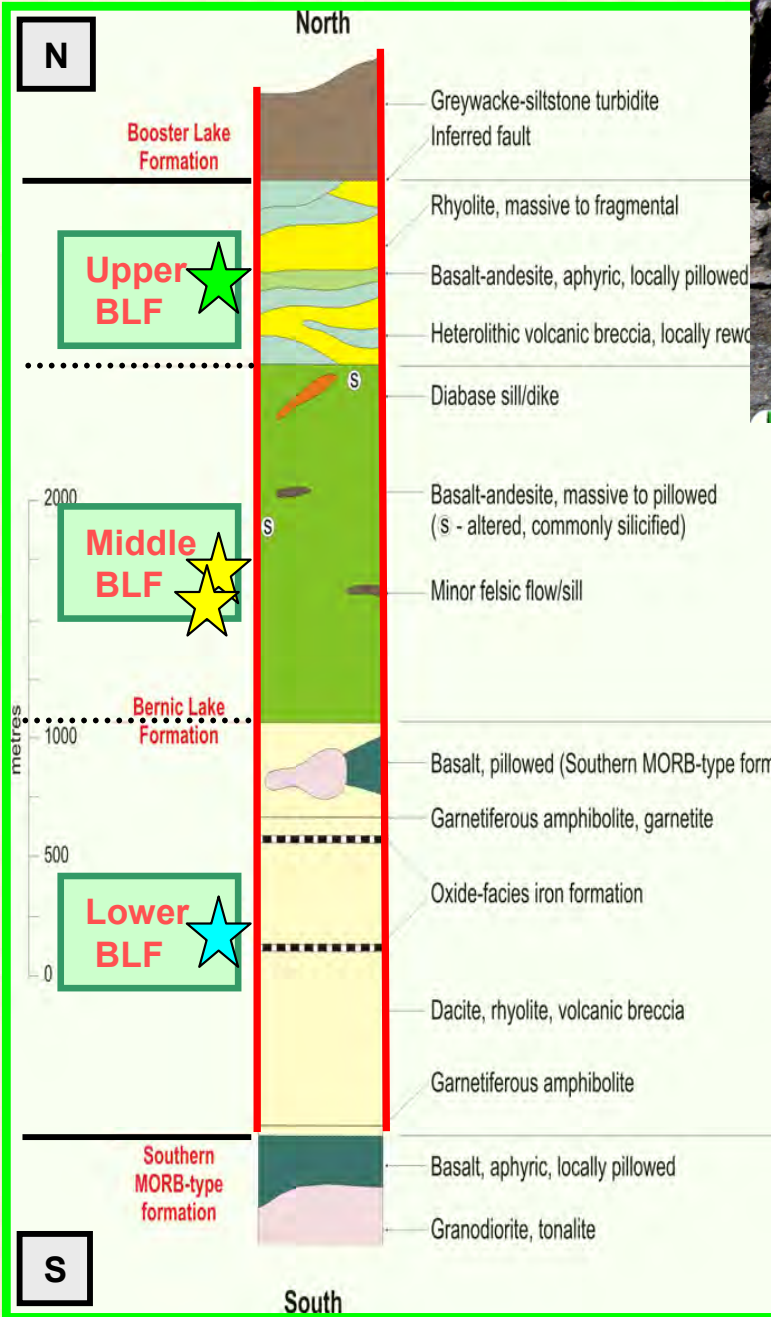 North
N
Booster Lake
Formation
Greywacke-siltstone turbidite
Inferred fault
Rhyolite, massive to fragmental
Upper
BLF
Basalt-andesite, aphyric, locally pillowed
Heterolithic volcanic breccia, locally
S
Diabase sill/dike
2000
Basalt-andesite, massive to pillowed
(S - altered, commonly silicified)
S
Middle
BLF
Minor felsic flow/sill
Bernic Lake
Formation
metres
1000
Basalt, pillowed (Southern MORB-type
Garnetiferous amphibolite, garnetite
500
Oxide-facies iron formation
Lower
BLF
0
Dacite, rhyolite, volcanic breccia
Garnetiferous amphibolite
Southern
MORB-type
formation
Basalt, aphyric, locally pillowed
Granodiorite, tonalite
S
South